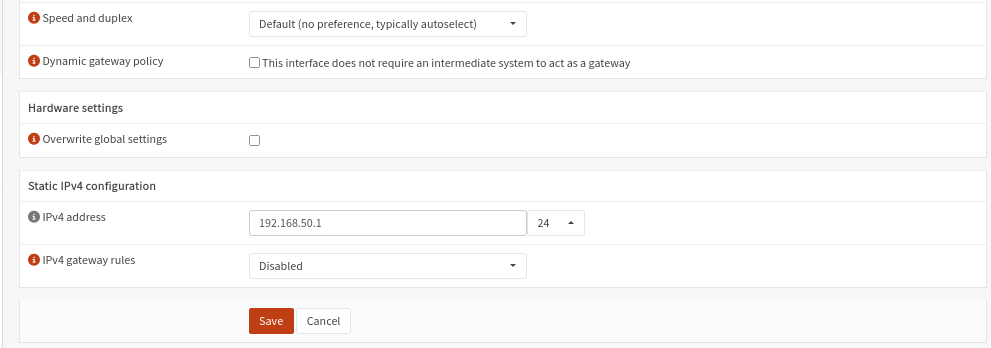 Speed and duplex
Default (no preference, typically autoselect)
Dynamic gateway policy
This interface does not require an intermediate system to act as a gateway
Hardware settings
Overwrite global settings
Static IPv4 configuration
IPv4 address
192.168.50.1
24
IPv4 gateway rules
Disabled
Save
Cancel